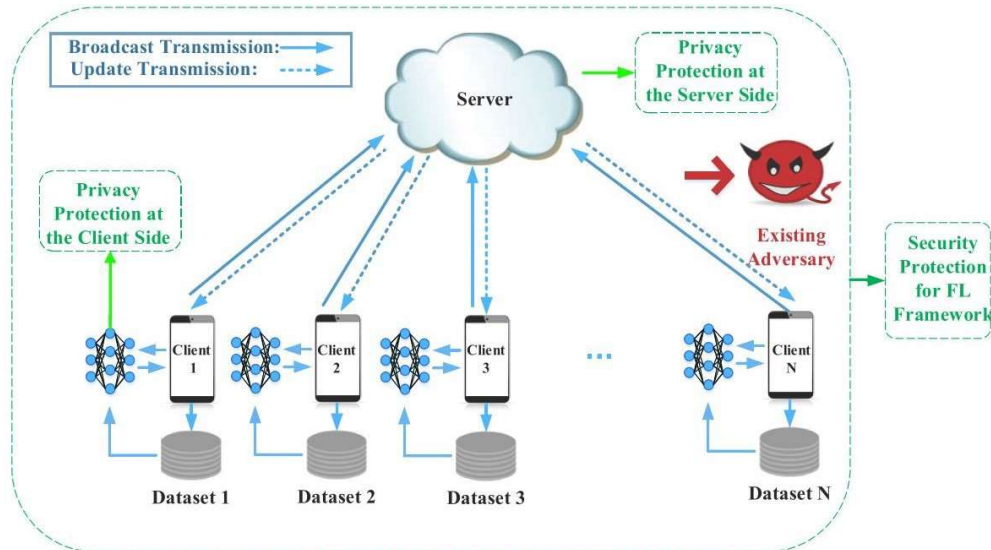 Broadcast Transmission:
Update Transmission:
Server
Privacy
Protection at
the Server Side
Privacy
Protection at
the Client Side
Existing
Adversary
Security
Protection
for FL
Framework
Client
1
Client
2
Client
3
...
Client
N
Dataset 1
Dataset 2
Dataset 3
Dataset N